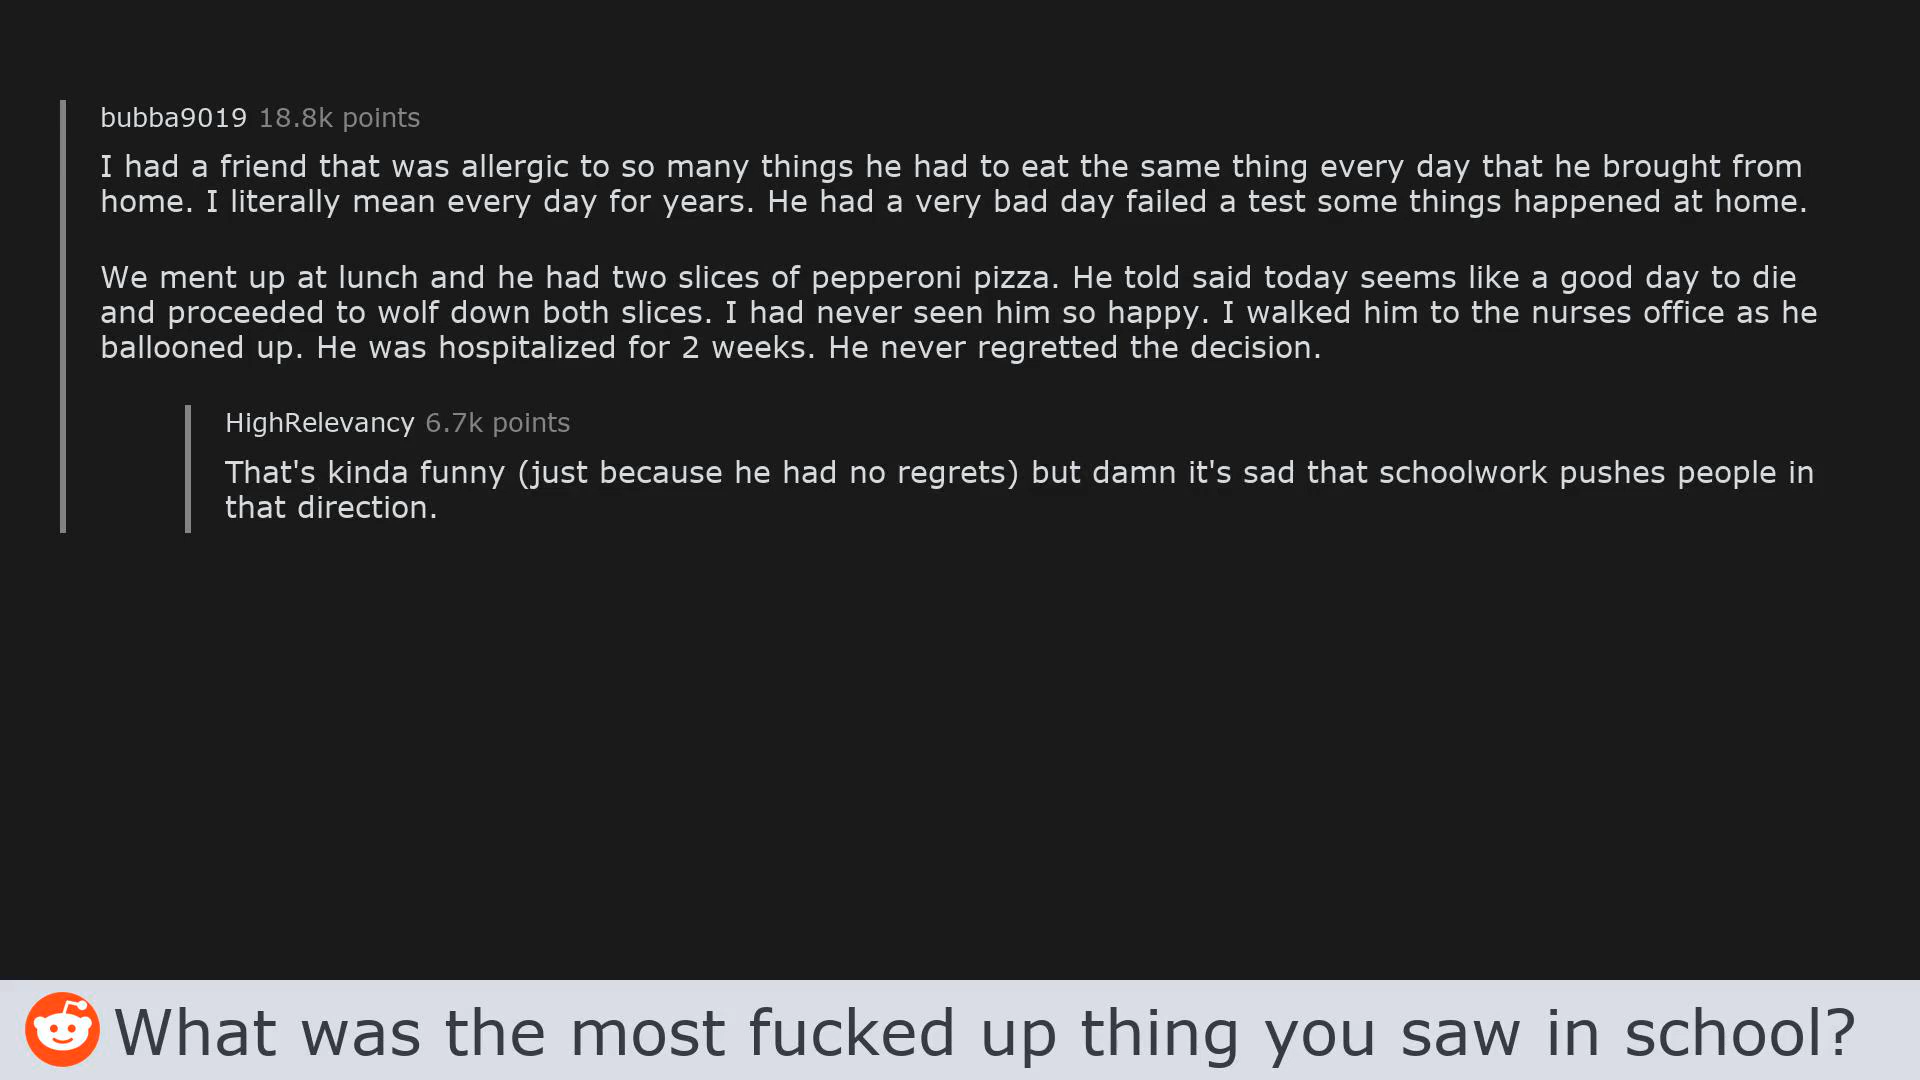 bubba9019 18.8k points
I had a friend that was allergic to so many things he had to eat the same thing every day that he brought from
home. I literally mean every day for years. He had a very bad day failed a test some things happened at home.
We ment up at lunch and he had two slices of pepperoni pizza. He told said today seems like a good day to die
and proceeded to wolf down both slices. I had never seen him so happy. I walked him to the nurses office as he
ballooned up. He was hospitalized for 2 weeks. He never regretted the decision.
HighRelevancy 6.7k points
That's kinda funny (just because he had no regrets) but damn it's sad that schoolwork pushes people in
that direction.
What was the most fucked up thing you saw in school?